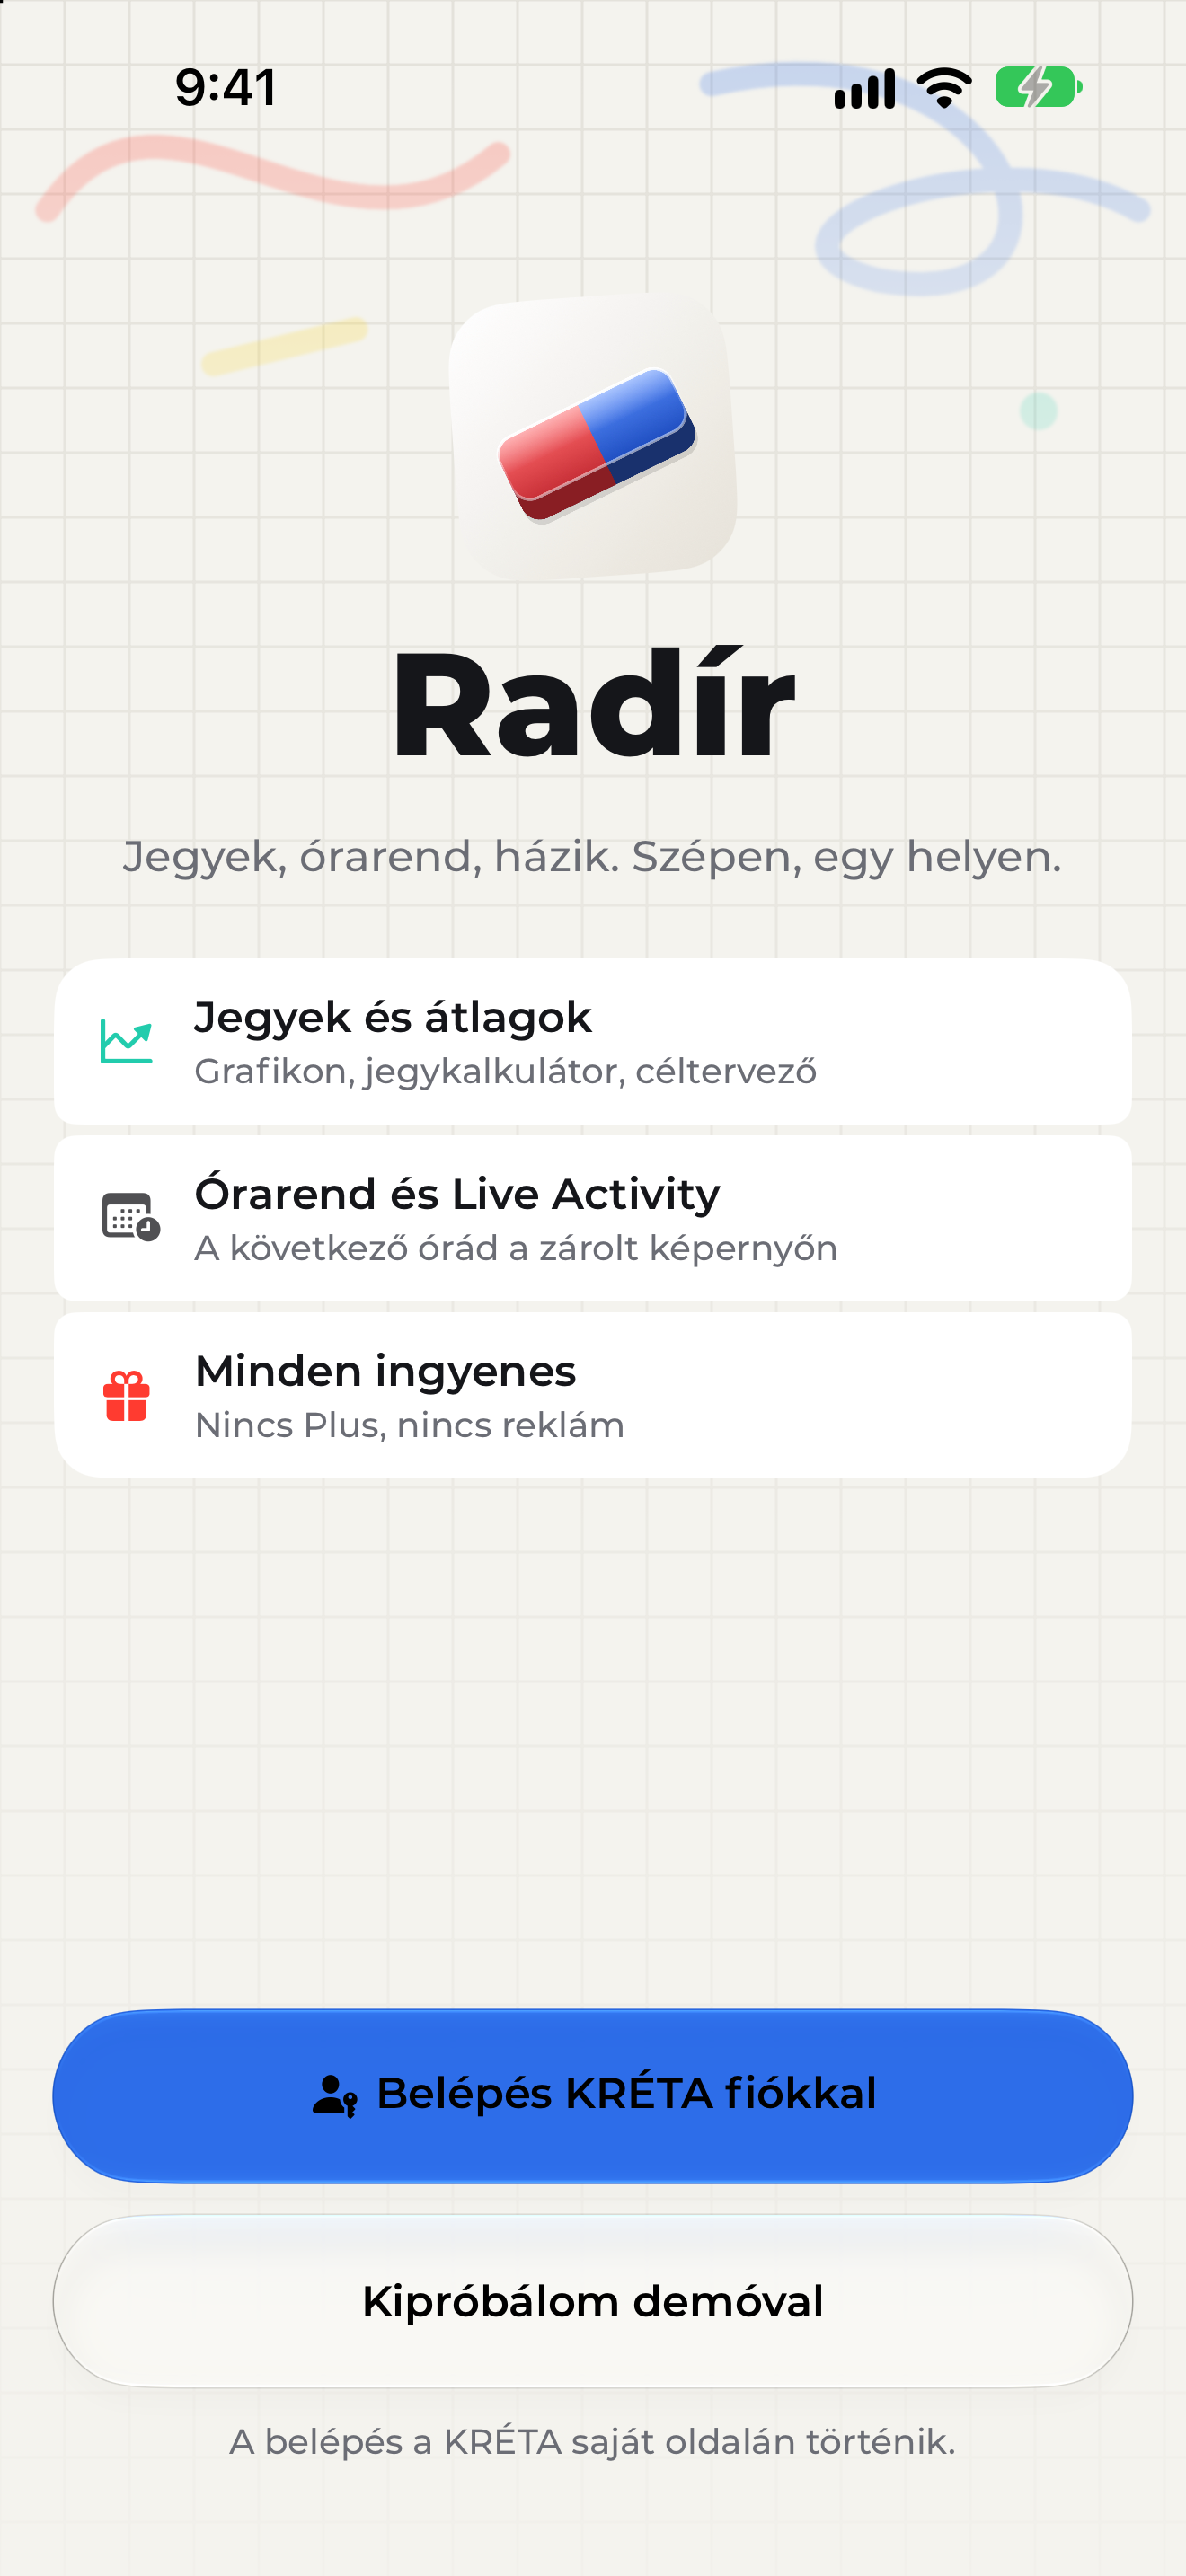 9:41
Radír
Jegyek, órarend, házik. Szépen, egy helyen.
Jegyek és átlagok
Grafikon, jegykalkulátor, céltervező
Órarend és Live Activity
A következő órád a zárolt képernyőn
Minden ingyenes
Nincs Plus, nincs reklám
Belépés KRÉTA fiókkal
Kipróbálom demóval
A belépés a KRÉTA saját oldalán történik.